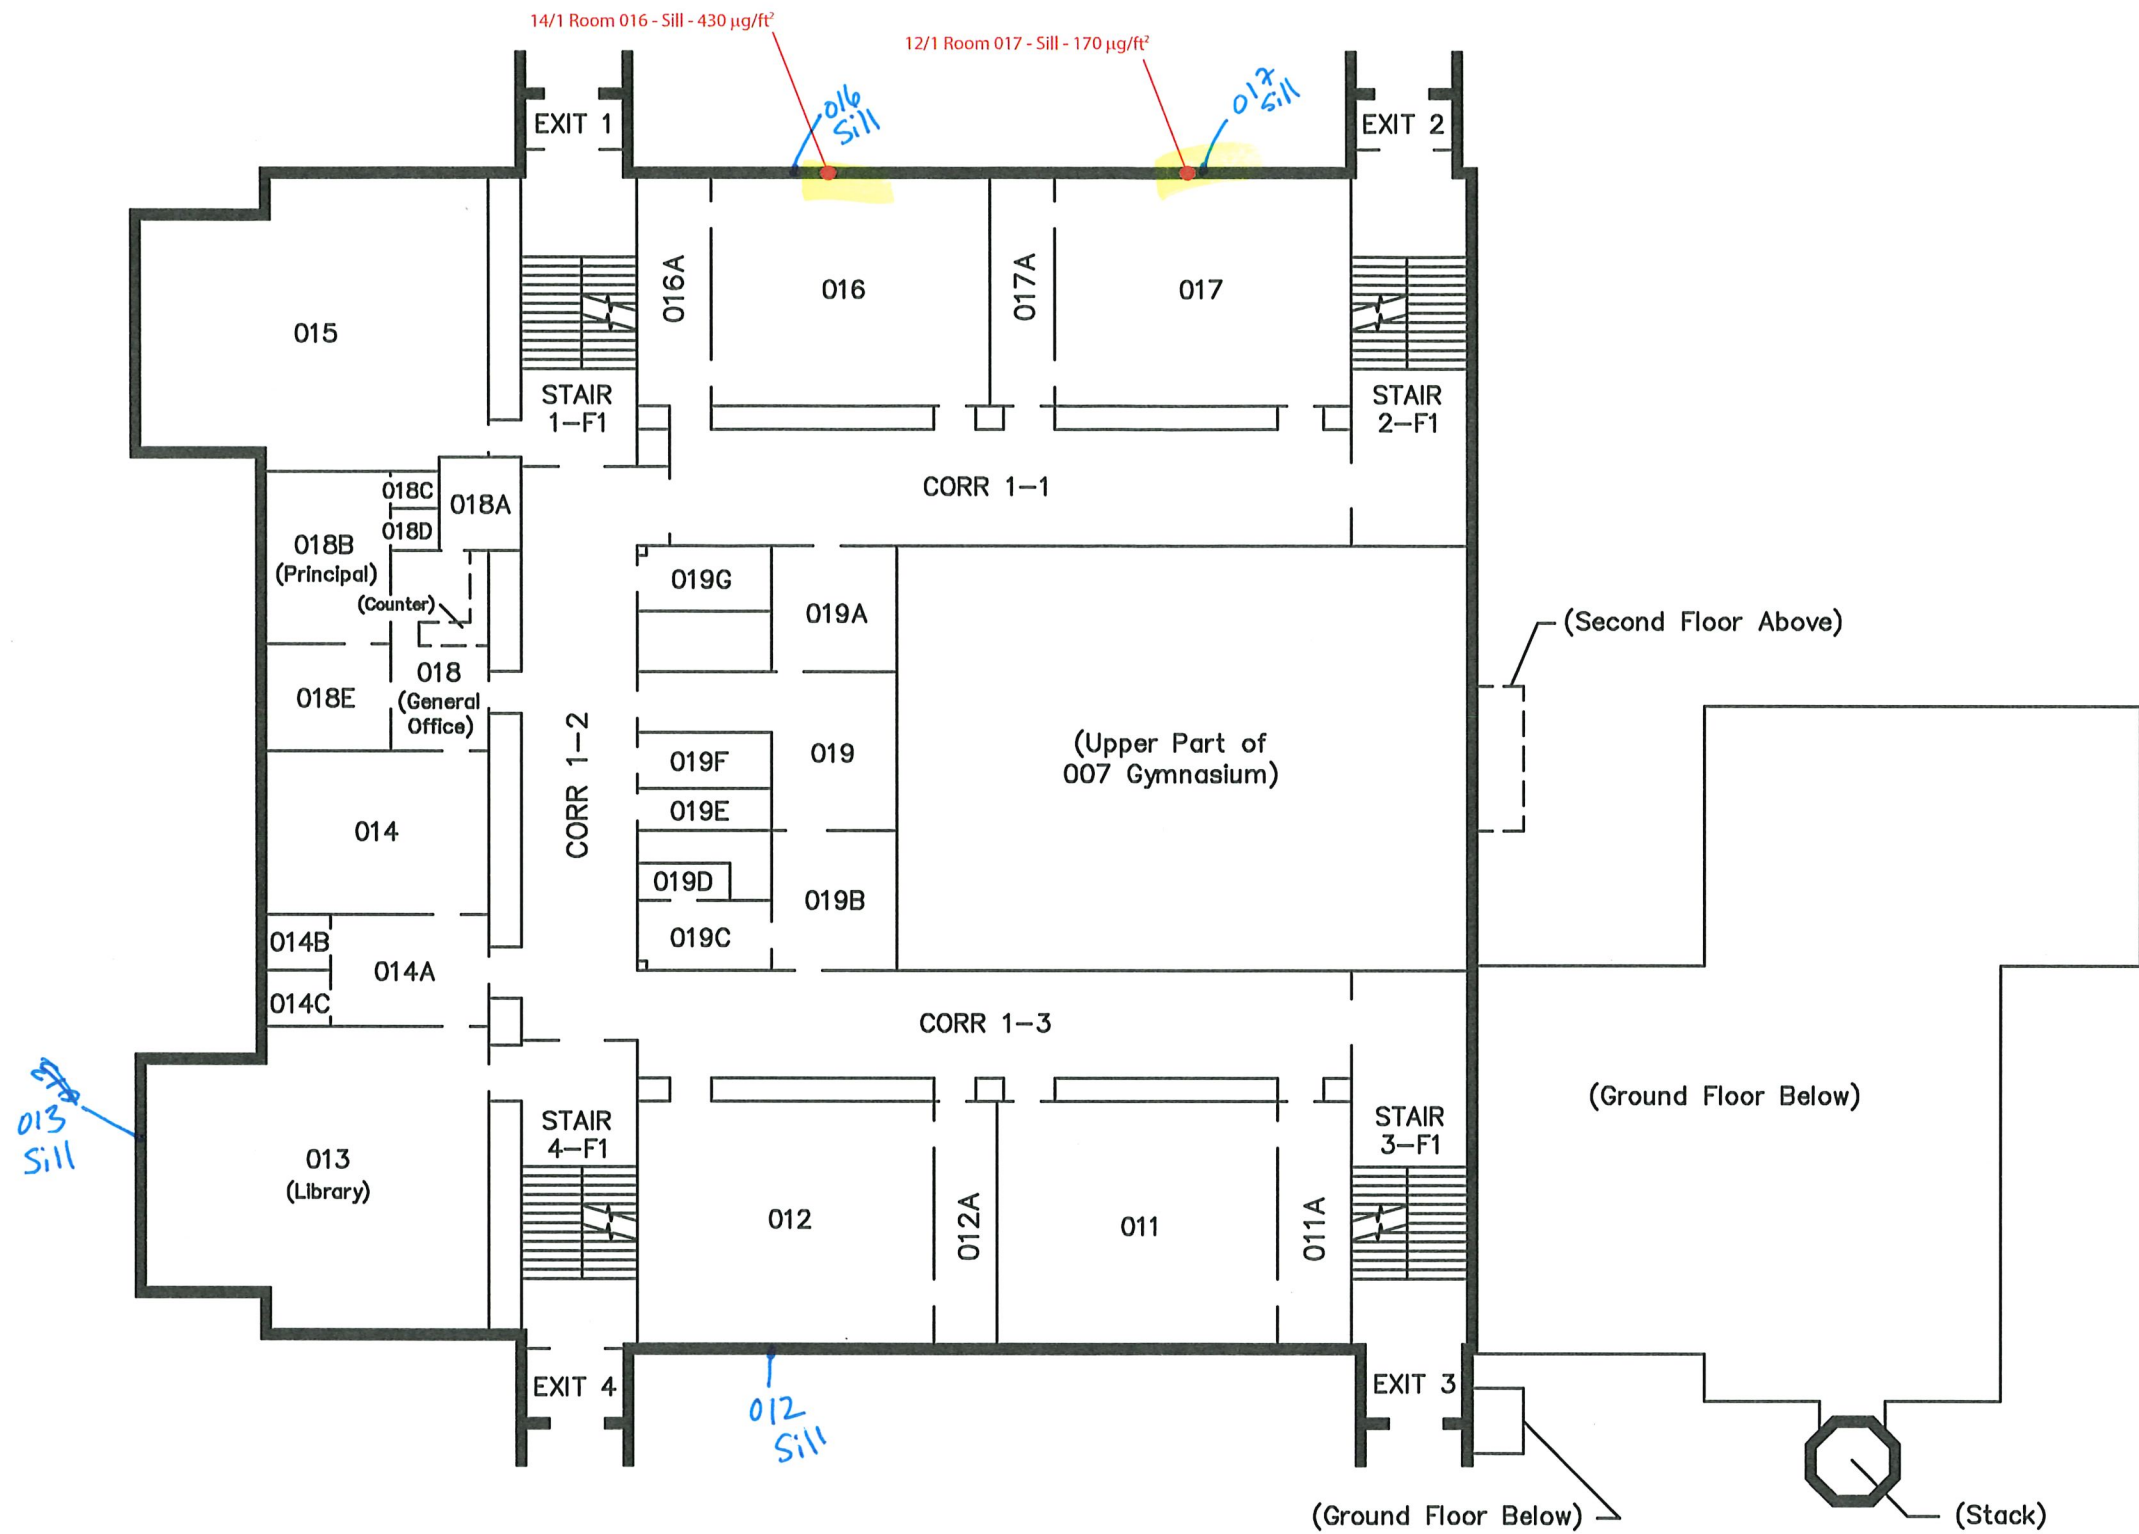 14/1 Room 016 - Sill - 430 µg/ft²
12/1 Room 017 - Sill - 170 µg/ft²
016
Sill
017
Sill
EXIT 1
EXIT 2
015
016A
016
017A
017
STAIR
1-F1
STAIR
2-F1
CORR 1-1
018C
018A
018D
018B
(Principal)
(Counter)
018
(General
Office)
018E
019G
019A
019F
019
019E
019D
019B
019C
CORR 1-2
(Upper Part of
007 Gymnasium)
(Second Floor Above)
014
014B
014A
014C
CORR 1-3
(Ground Floor Below)
013
Sill
013
(Library)
STAIR
4-F1
012
012A
011
011A
STAIR
3-F1
EXIT 4
012
Sill
EXIT 3
(Ground Floor Below)
(Stack)